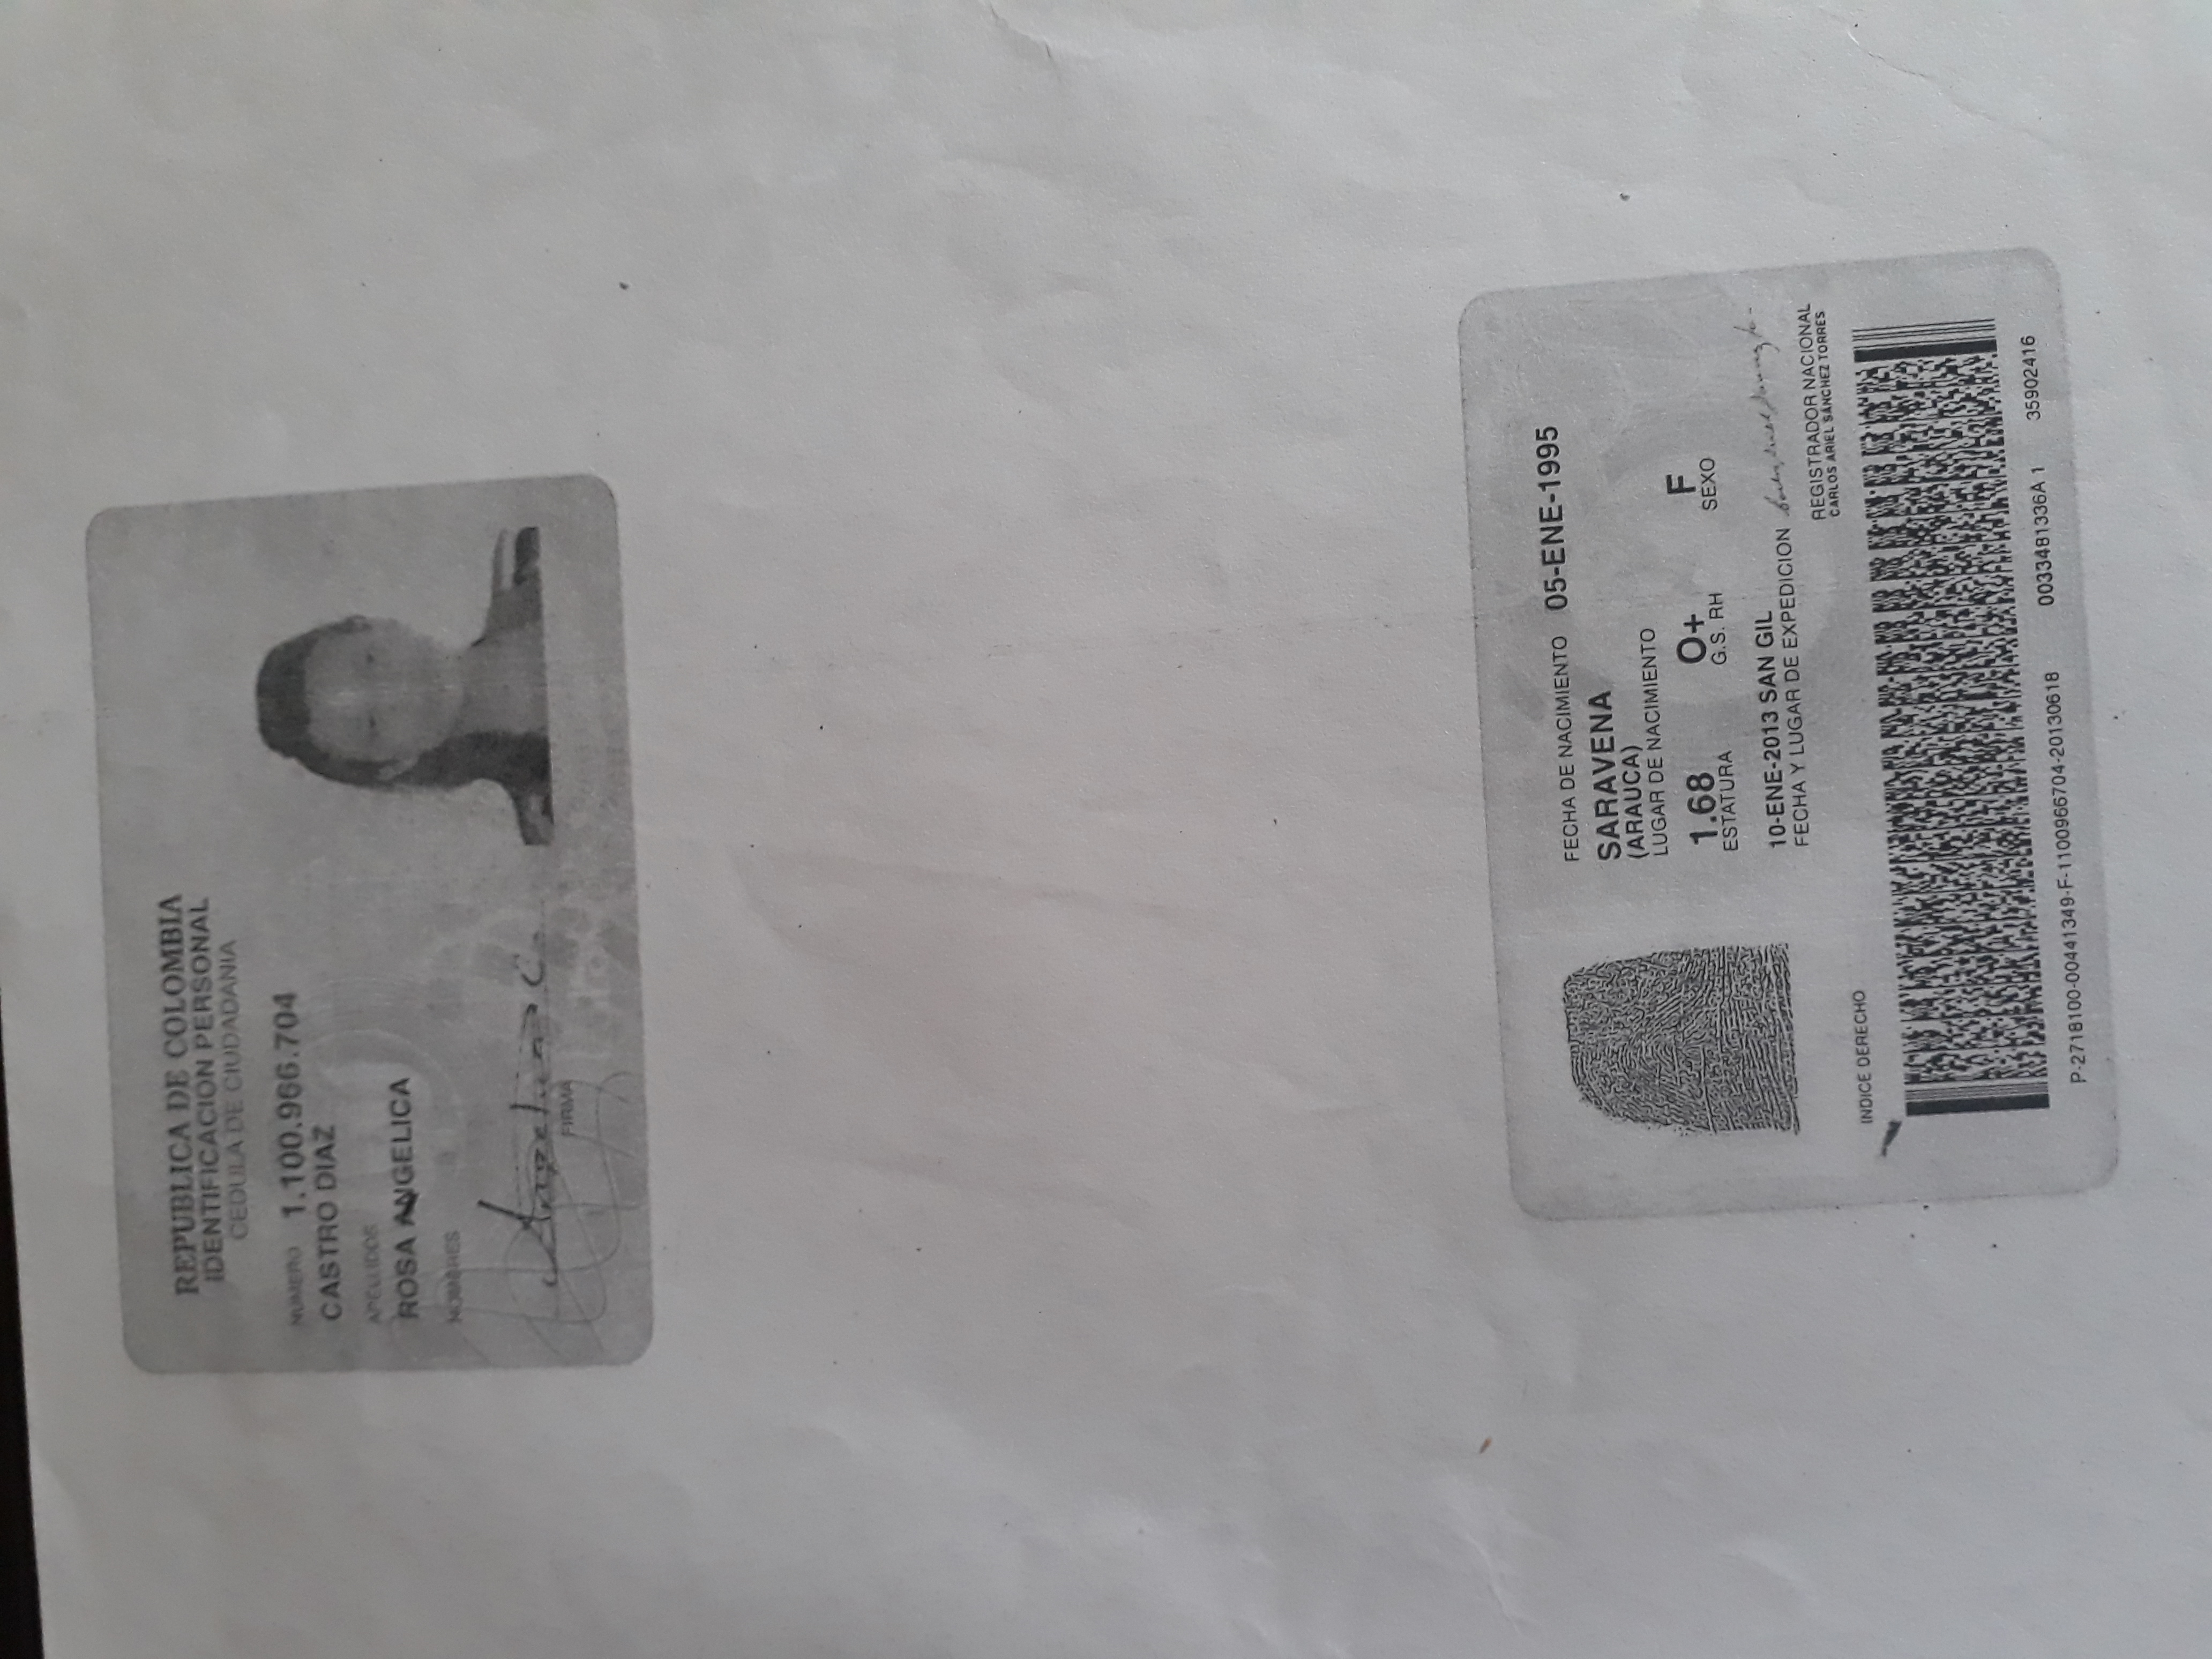 REPUBLICA DE COLOMBIA
IDENTIFICACION PERSONAL
CEDULA DE CIUDADANIA
NUMERO 1.100.966.704
CASTRO DIAZ
APELLIDOS
ROSA ANGELICA
NOMBRES
Angelica C.
FIRMA
FECHA DE NACIMIENTO 05-ENE-1995
SARAVENA
(ARAUCA)
LUGAR DE NACIMIENTO
1.68 O+ F
ESTATURA G.S. RH SEXO
10-ENE-2013 SAN GIL
FECHA Y LUGAR DE EXPEDICION
REGISTRADOR NACIONAL
CARLOS ARIEL SÁNCHEZ TORRES
INDICE DERECHO
P-2718100-00441349-F-1100966704-20130618 0033481336A 1 35902416